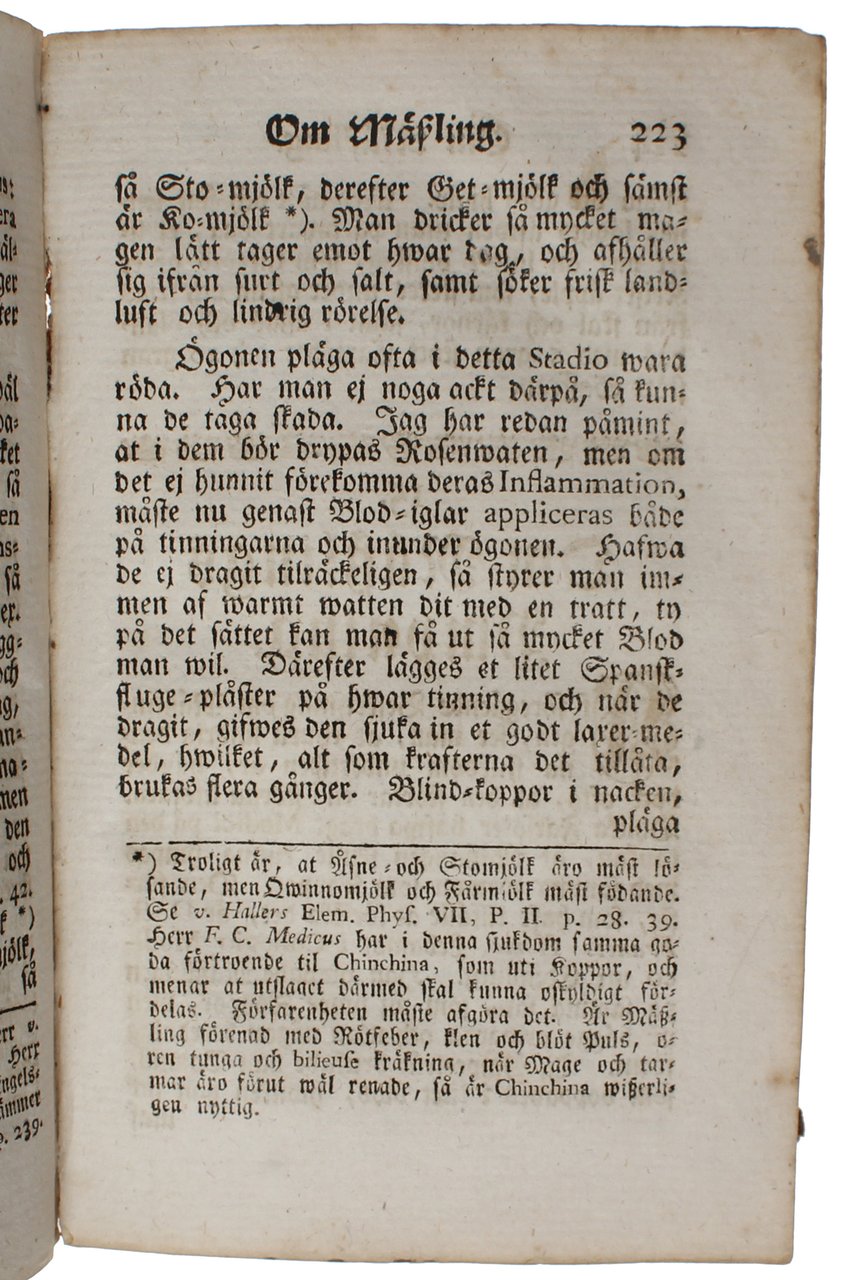 Om Mäßling. 223
så Sto-mjölk, derefter Get-mjölk och sämst
är Ko-mjölk *). Man dricker så mycket ma-
gen lätt tager emot hwar dag, och afhåller
sig ifrån surt och salt, samt söker frisk land-
luft och lindrig rörelse.
Ögonen pläga ofta i detta Stadio wara
röda. Har man ej noga ackt därpå, så kun-
na de taga skada. Jag har redan påmint,
at i dem bör drypas Rosenwaten, men om
det ej hunnit förekomma deras Inflammation,
måste nu genast Blod-iglar appliceras både
på tinningarna och inunder ögonen. Hafwa
de ej dragit tilräckeligen, så styrer man im-
men af warmt watten dit med en tratt, ty
på det sättet kan man få ut så mycket Blod
man wil. Därefter lägges et litet Spansk-
fluge-plåster på hwar tinning, och när de
dragit, gifwes den sjuka in et godt laxer-me-
del, hwilket, alt som krafterna det tillåta,
brukas flera gånger. Blind-koppor i nacken,
pläga
*) Troligt är, at Åsne- och Stomjölk äro mäst lö-
sande, men Qwinnomjölk och Fårmjölk mäst födande.
Se v. Hallers Elem. Phys. VII, P. II. p. 28. 39.
Herr F. C. Medicus har i denna sjukdom samma go-
da förtroende til Chinchina, som uti Koppor, och
menar at utslaget därmed skal kunna oskyldigt för-
delas. Förfarenheten måste afgöra det. Är Mäß-
ling förenad med Rötfeber, klen och blöt Puls, o-
ren tunga och bilieuse kräkning, när Mage och tar-
mar äro förut wäl renade, så är Chinchina wißerli-
gen nyttig.